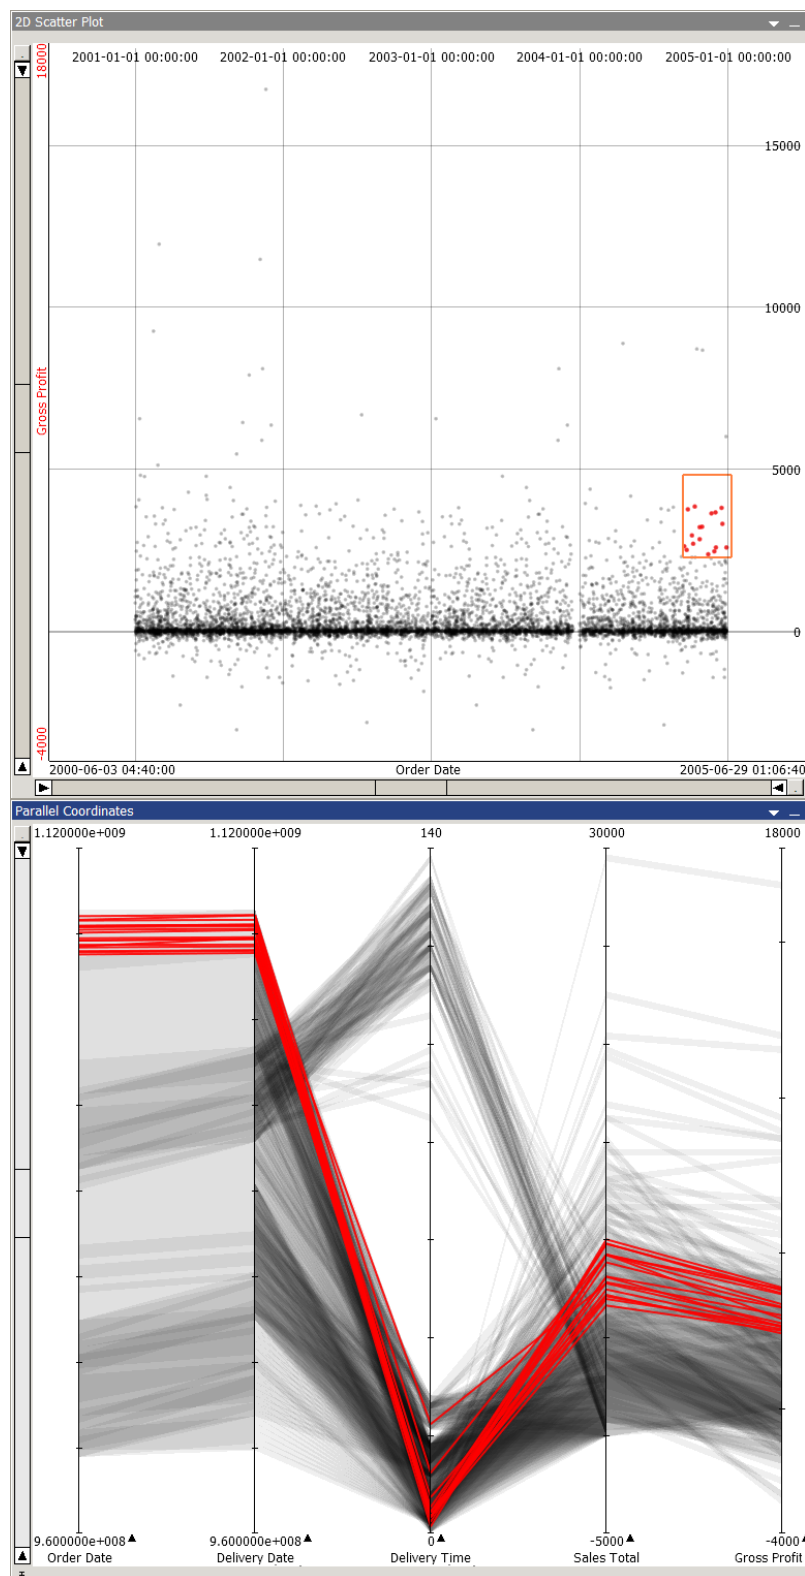 2D Scatter Plot
18000
2001-01-01 00:00:00 2002-01-01 00:00:00 2003-01-01 00:00:00 2004-01-01 00:00:00 2005-01-01 00:00:00
15000
10000
Gross Profit
5000
0
-4000
2000-06-03 04:40:00 Order Date 2005-06-29 01:06:40
Parallel Coordinates
1.120000e+009 1.120000e+009 140 30000 18000
9.600000e+008 9.600000e+008 0 -5000 -4000
Order Date Delivery Date Delivery Time Sales Total Gross Profit